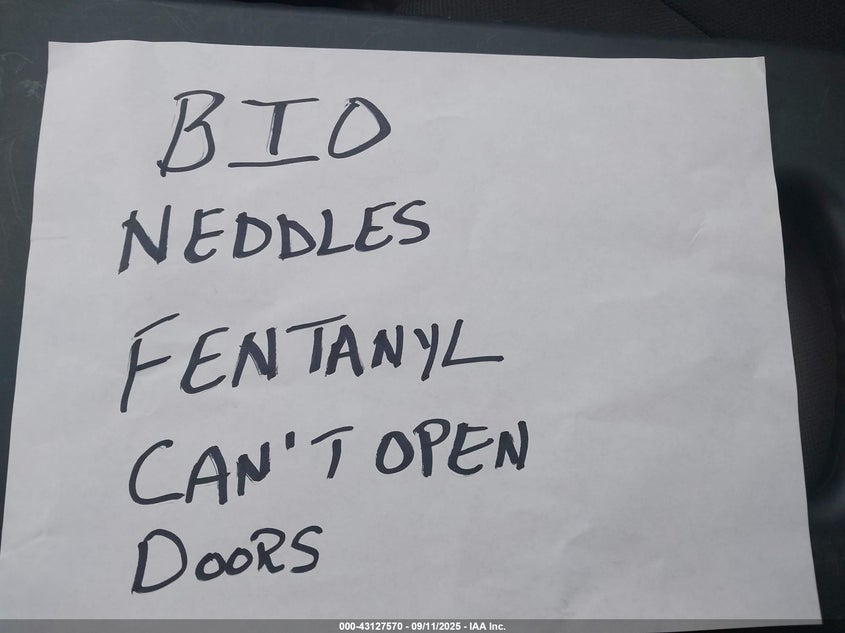 BIO
NEDDLES
FENTANYL
CAN'T OPEN
DOORS
000-43127570 - 09/11/2025 - IAA Inc.